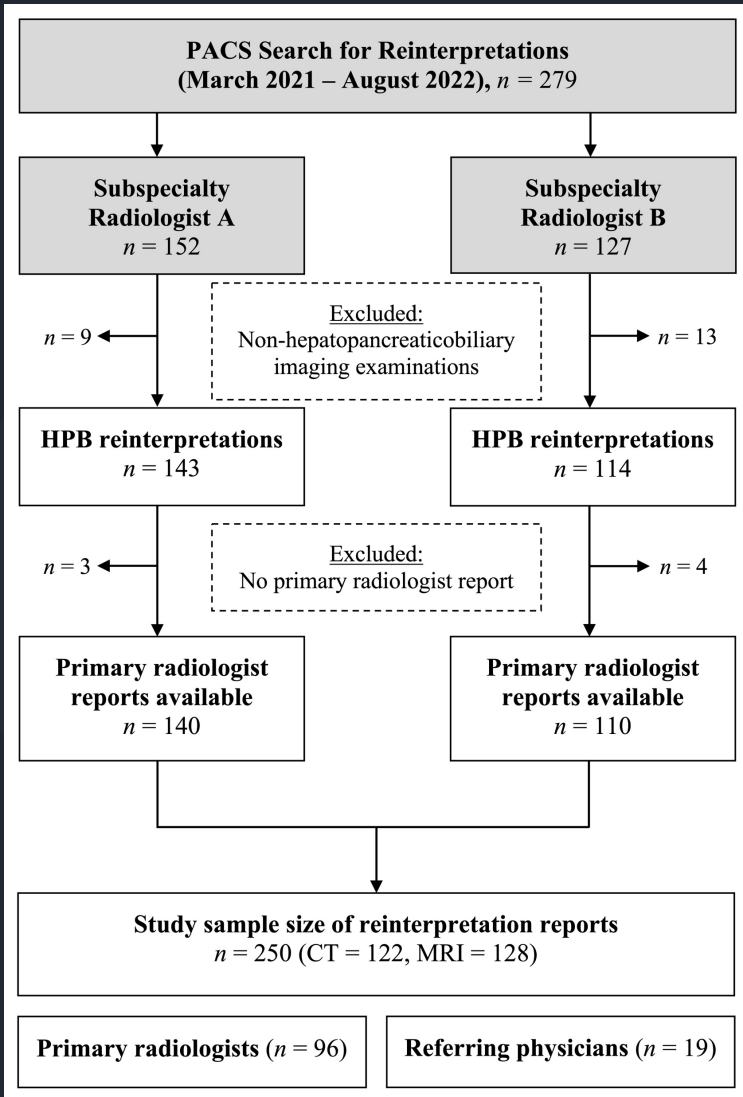 PACS Search for Reinterpretations
(March 2021 – August 2022), n = 279
Subspecialty
Radiologist A
n = 152
Subspecialty
Radiologist B
n = 127
n = 9
Excluded:
Non-hepatopancreaticobiliary
imaging examinations
n = 13
HPB reinterpretations
n = 143
HPB reinterpretations
n = 114
n = 3
Excluded:
No primary radiologist report
n = 4
Primary radiologist
reports available
n = 140
Primary radiologist
reports available
n = 110
Study sample size of reinterpretation reports
n = 250 (CT = 122, MRI = 128)
Primary radiologists (n = 96)
Referring physicians (n = 19)